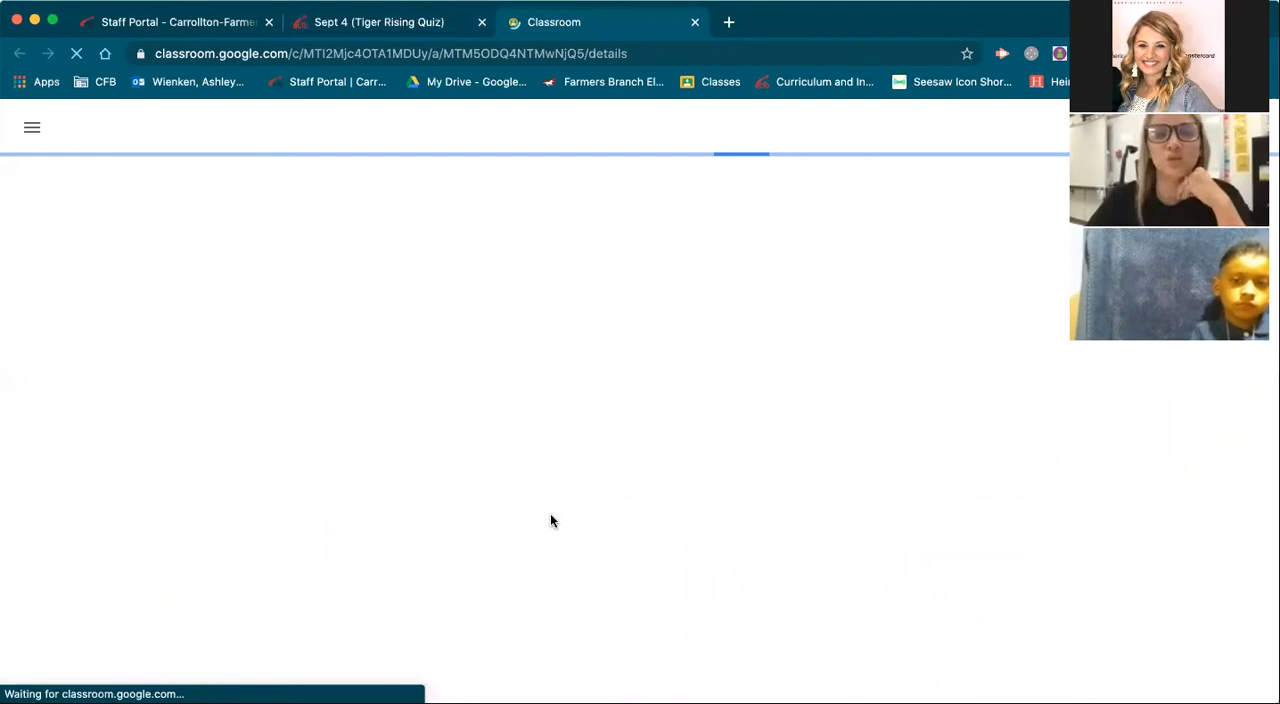 Staff Portal - Carrollton-Farme
Sept 4 (Tiger Rising Quiz)
Classroom
classroom.google.com/c/MTI2Mjc4OTA1MDUy/a/MTM5ODQ4NTMwNjQ5/details
Apps
CFB
Wienken, Ashley...
Staff Portal | Carr...
My Drive - Google...
Farmers Branch El...
Classes
Curriculum and In...
Seesaw Icon Shor...
Waiting for classroom.google.com...